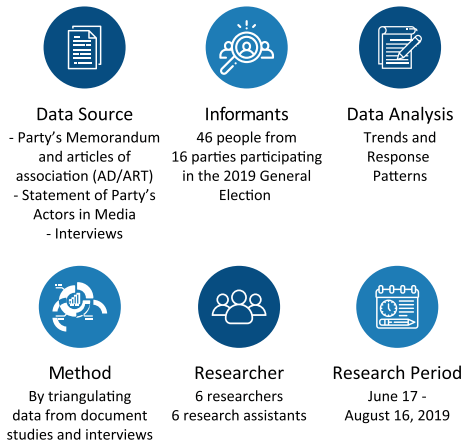 Data Source
- Party's Memorandum
and articles of
association (AD/ART)
- Statement of Party's
Actors in Media
- Interviews
Informants
46 people from
16 parties participating
in the 2019 General
Election
Data Analysis
Trends and
Response
Patterns
Method
By triangulating
data from document
studies and interviews
Researcher
6 researchers
6 research assistants
Research Period
June 17 -
August 16, 2019